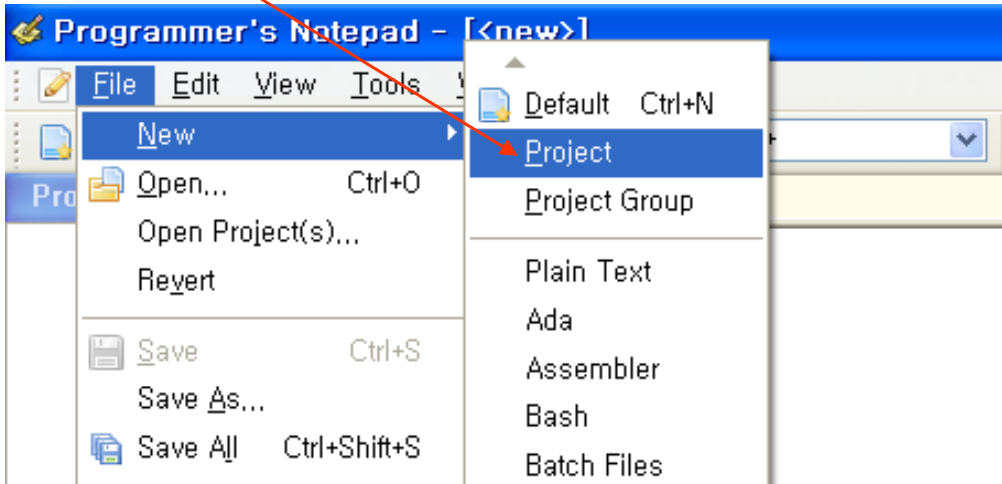 Programmer's Notepad - [<new>]
File Edit View Tools
New
Open... Ctrl+O
Open Project(s)...
Revert
Save Ctrl+S
Save As...
Save All Ctrl+Shift+S
Default Ctrl+N
Project
Project Group
Plain Text
Ada
Assembler
Bash
Batch Files